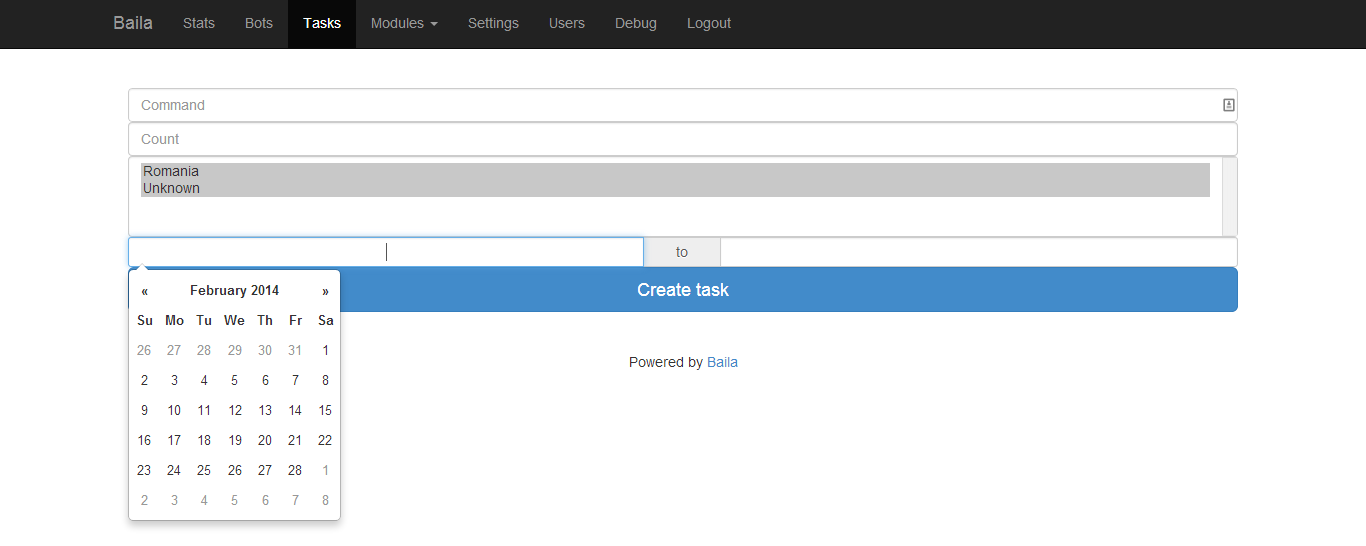 Baila Stats Bots Tasks Modules Settings Users Debug Logout
Command
Count
Romania
Unknown
to
Create task
« February 2014 »
Su Mo Tu We Th Fr Sa
26 27 28 29 30 31 1
2 3 4 5 6 7 8
9 10 11 12 13 14 15
16 17 18 19 20 21 22
23 24 25 26 27 28 1
2 3 4 5 6 7 8
Powered by Baila